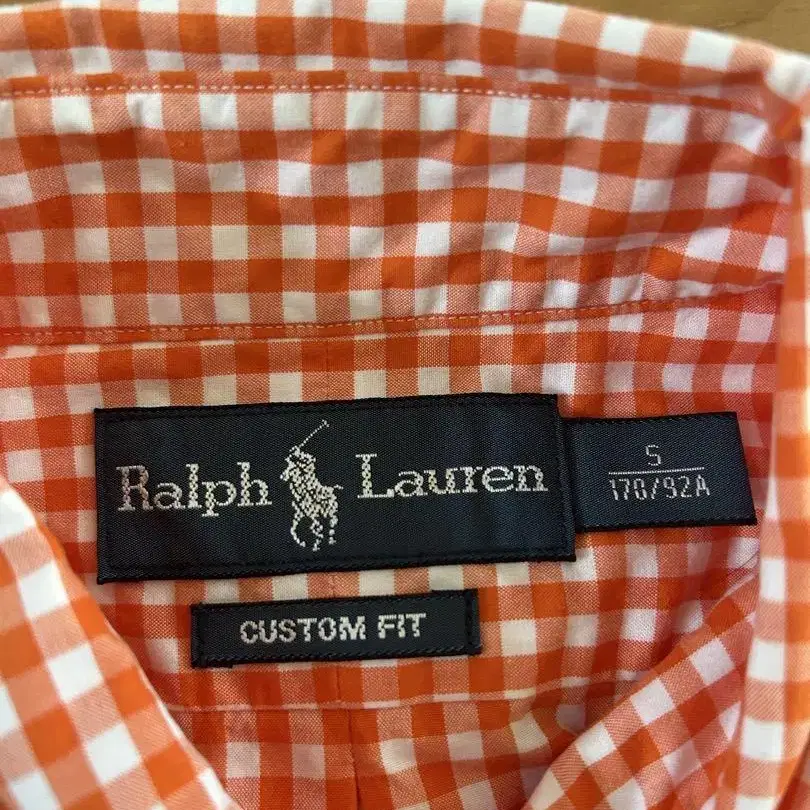 Ralph Lauren
S
170/92A
CUSTOM FIT